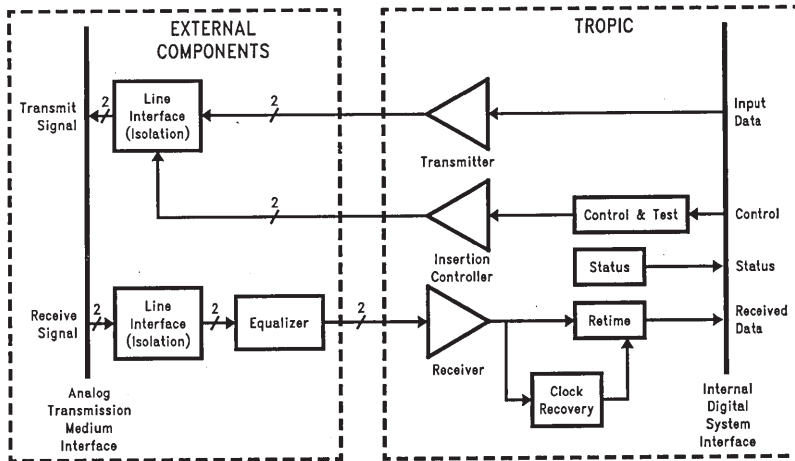 EXTERNAL
COMPONENTS
TROPIC
Transmit
Signal
2
Line
Interface
(Isolation)
2
Transmitter
Input
Data
2
Insertion
Controller
Control & Test
Control
Status
Status
Receive
Signal
2
Line
Interface
(Isolation)
2
Equalizer
2
Receiver
Retime
Received
Data
Clock
Recovery
Analog
Transmission
Medium
Interface
Internal
Digital
System
Interface